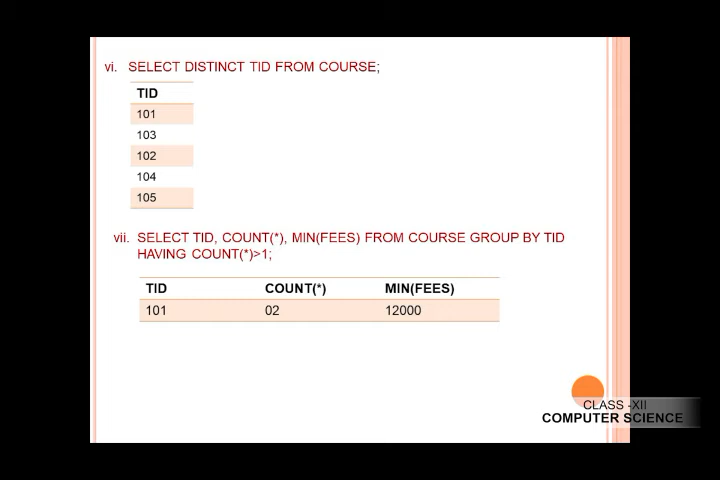 vi. SELECT DISTINCT TID FROM COURSE;
TID
101
103
102
104
105
vii. SELECT TID, COUNT(*), MIN(FEES) FROM COURSE GROUP BY TID
HAVING COUNT(*)>1;
TID COUNT(*) MIN(FEES)
101 02 12000
CLASS -XII
COMPUTER SCIENCE